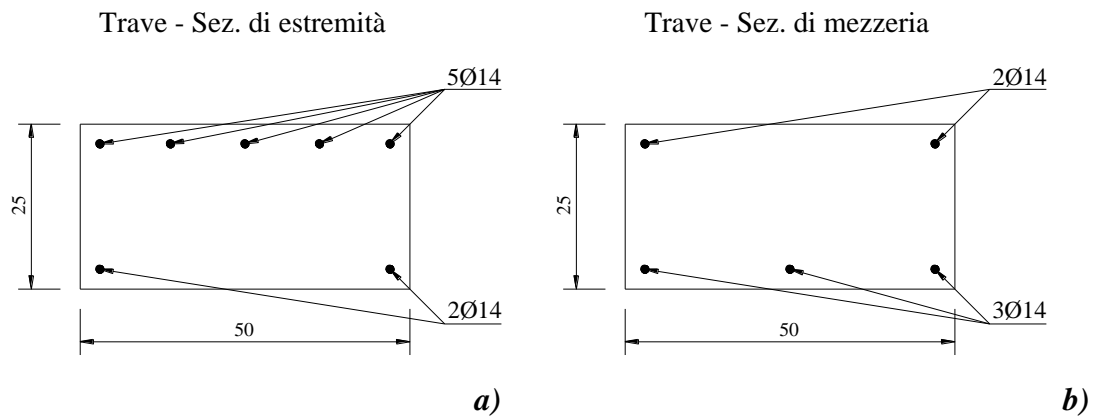 Trave - Sez. di estremità
Trave - Sez. di mezzeria
5Ø14
2Ø14
25
25
2Ø14
3Ø14
50
50
a)
b)